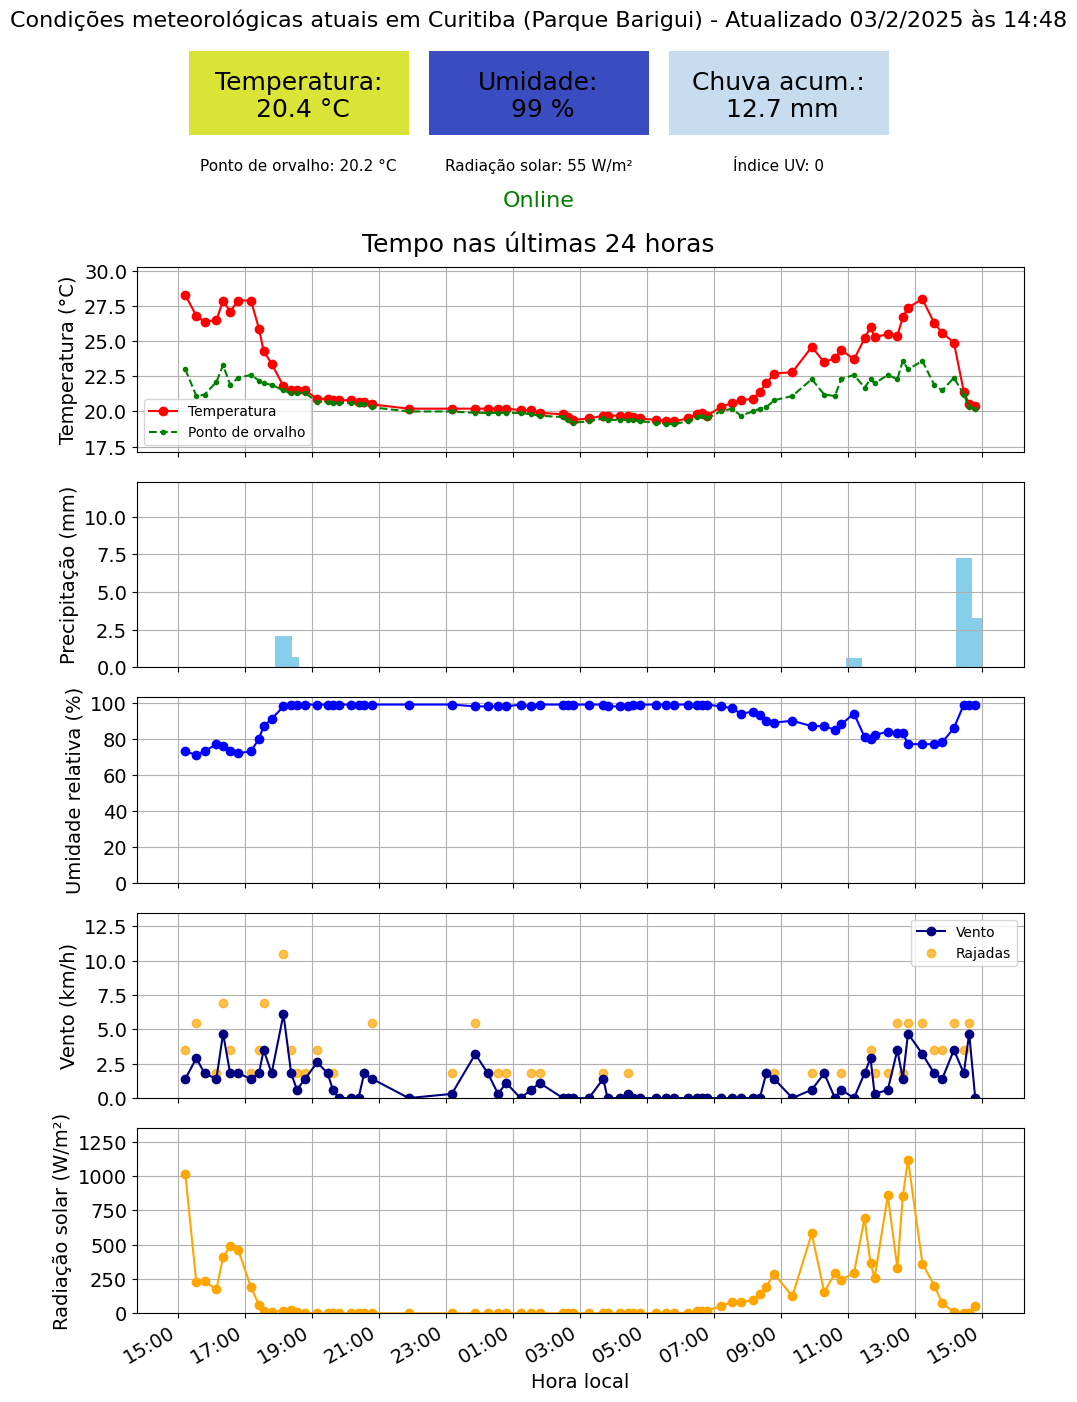 Condições meteorológicas atuais em Curitiba (Parque Barigui) - Atualizado 03/2/2025 às 14:48
Temperatura:
20.4 °C
Umidade:
99 %
Chuva acum.:
12.7 mm
Ponto de orvalho: 20.2 °C
Radiação solar: 55 W/m²
Índice UV: 0
Online
Tempo nas últimas 24 horas
Temperatura (°C)
30.0
27.5
25.0
22.5
20.0
17.5
Temperatura
Ponto de orvalho
Precipitação (mm)
10.0
7.5
5.0
2.5
0.0
Umidade relativa (%)
100
80
60
40
20
0
Vento (km/h)
12.5
10.0
7.5
5.0
2.5
0.0
Vento
Rajadas
Radiação solar (W/m²)
1250
1000
750
500
250
0
15:00
17:00
19:00
21:00
23:00
01:00
03:00
05:00
07:00
09:00
11:00
13:00
15:00
Hora local